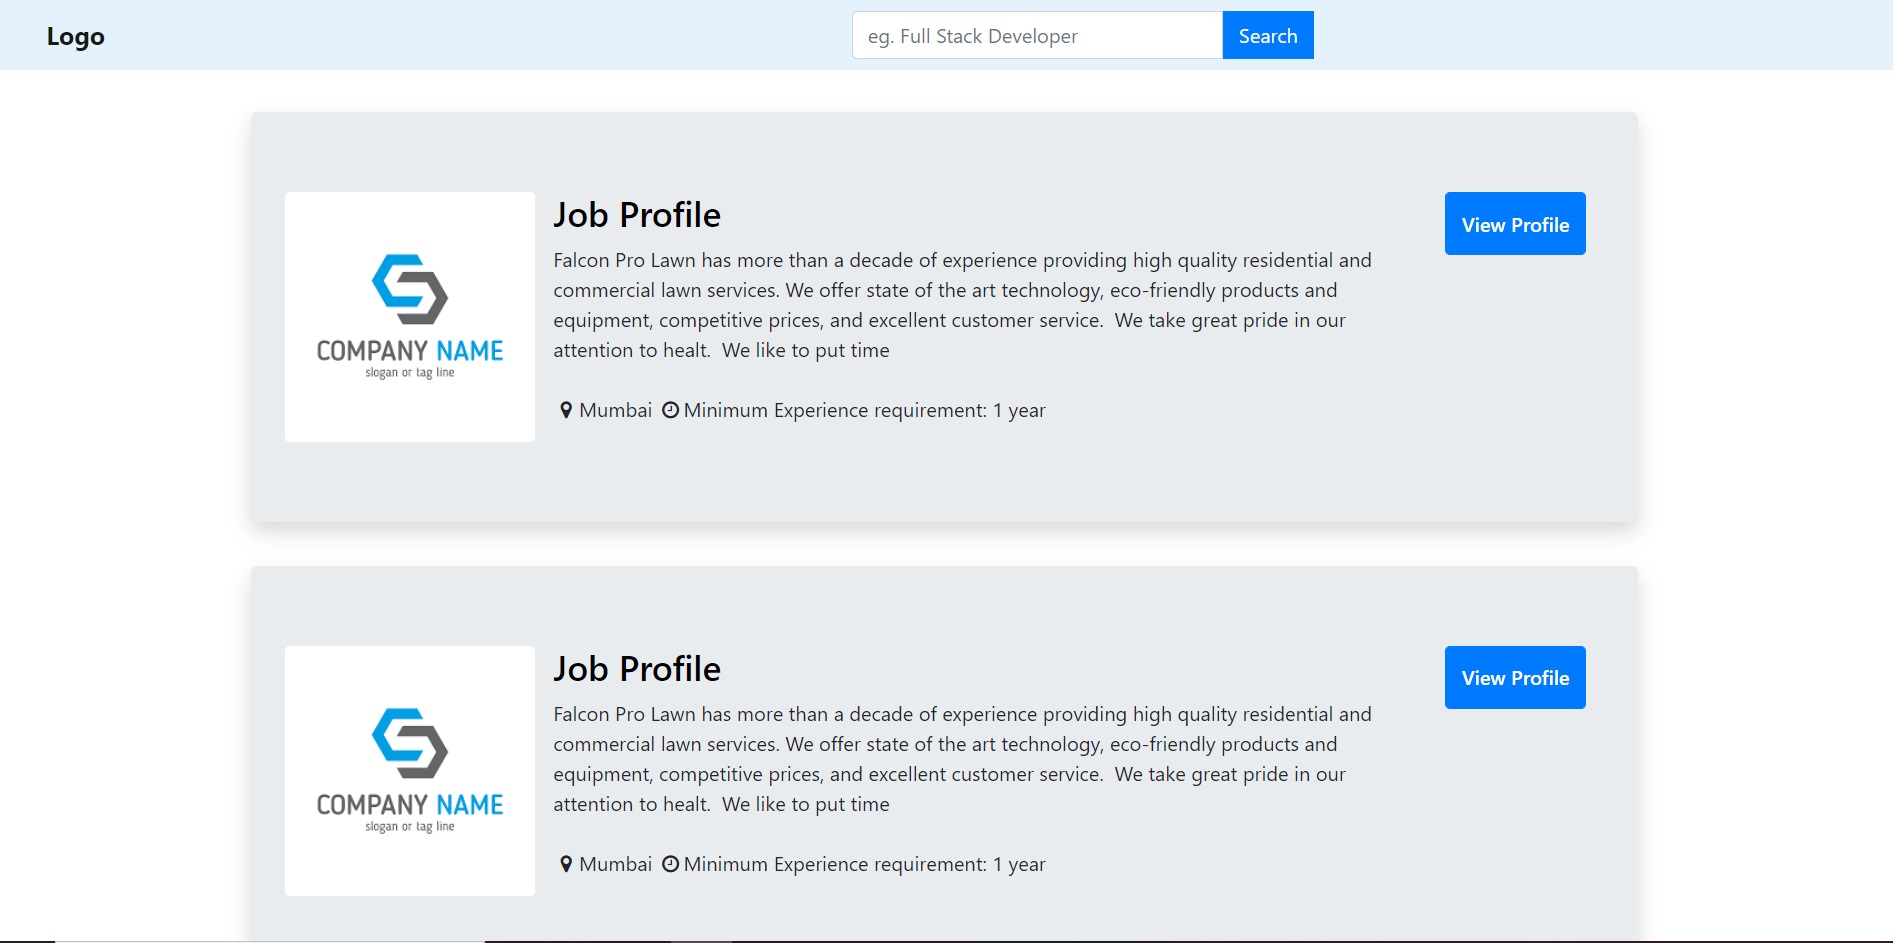 Logo
eg. Full Stack Developer
Search
COMPANY NAME
slogan or tag line
Job Profile
Falcon Pro Lawn has more than a decade of experience providing high quality residential and
commercial lawn services. We offer state of the art technology, eco-friendly products and
equipment, competitive prices, and excellent customer service.  We take great pride in our
attention to healt.  We like to put time
Mumbai Minimum Experience requirement: 1 year
View Profile
COMPANY NAME
slogan or tag line
Job Profile
Falcon Pro Lawn has more than a decade of experience providing high quality residential and
commercial lawn services. We offer state of the art technology, eco-friendly products and
equipment, competitive prices, and excellent customer service.  We take great pride in our
attention to healt.  We like to put time
Mumbai Minimum Experience requirement: 1 year
View Profile